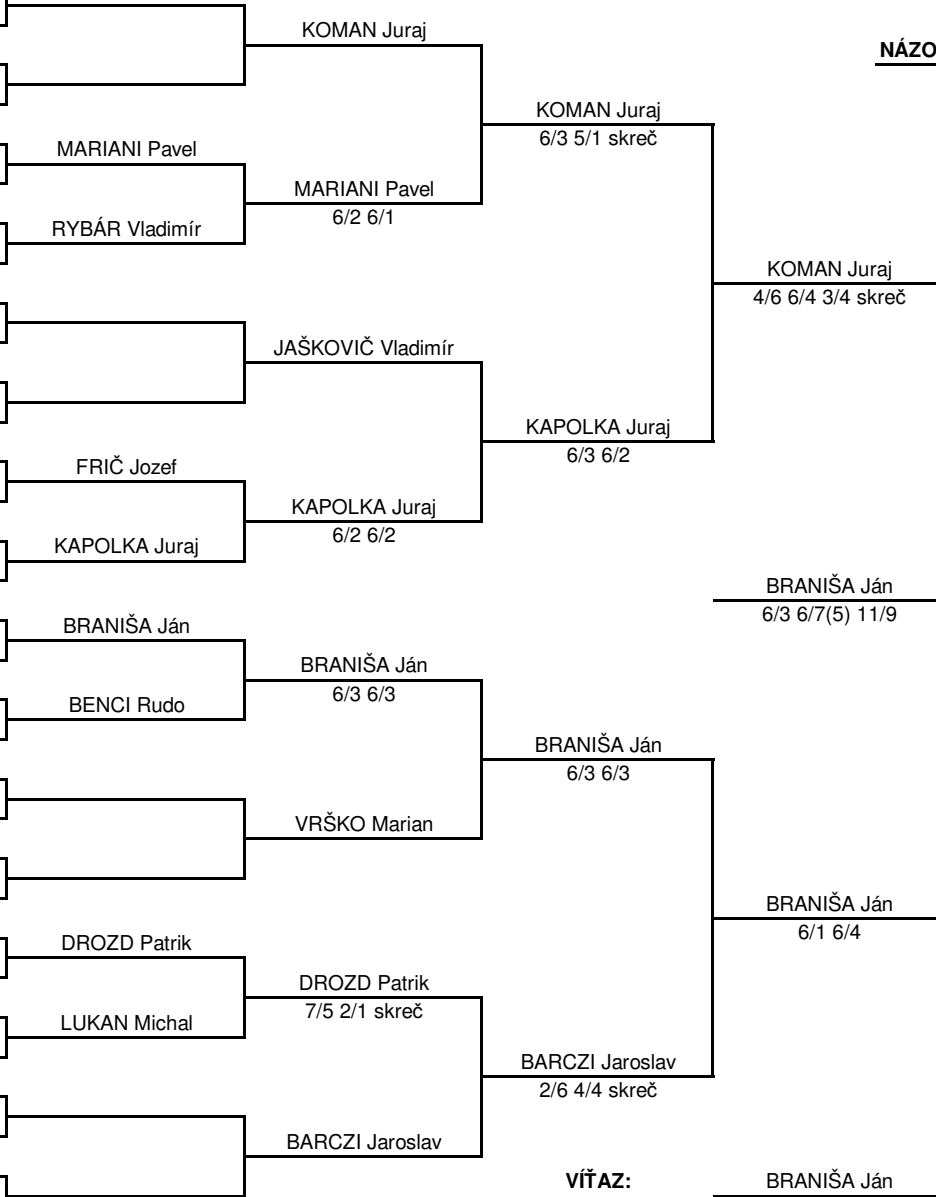 KOMAN Juraj
NÁZO
KOMAN Juraj
6/3 5/1 skreč
MARIANI Pavel
MARIANI Pavel
6/2 6/1
RYBÁR Vladimír
KOMAN Juraj
4/6 6/4 3/4 skreč
JAŠKOVIČ Vladimír
KAPOLKA Juraj
6/3 6/2
FRIČ Jozef
KAPOLKA Juraj
6/2 6/2
KAPOLKA Juraj
BRANIŠA Ján
6/3 6/7(5) 11/9
BRANIŠA Ján
BRANIŠA Ján
6/3 6/3
BENCI Rudo
BRANIŠA Ján
6/3 6/3
VRŠKO Marian
BRANIŠA Ján
6/1 6/4
DROZD Patrik
DROZD Patrik
7/5 2/1 skreč
LUKAN Michal
BARCZI Jaroslav
2/6 4/4 skreč
BARCZI Jaroslav
VÍŤAZ:
BRANIŠA Ján